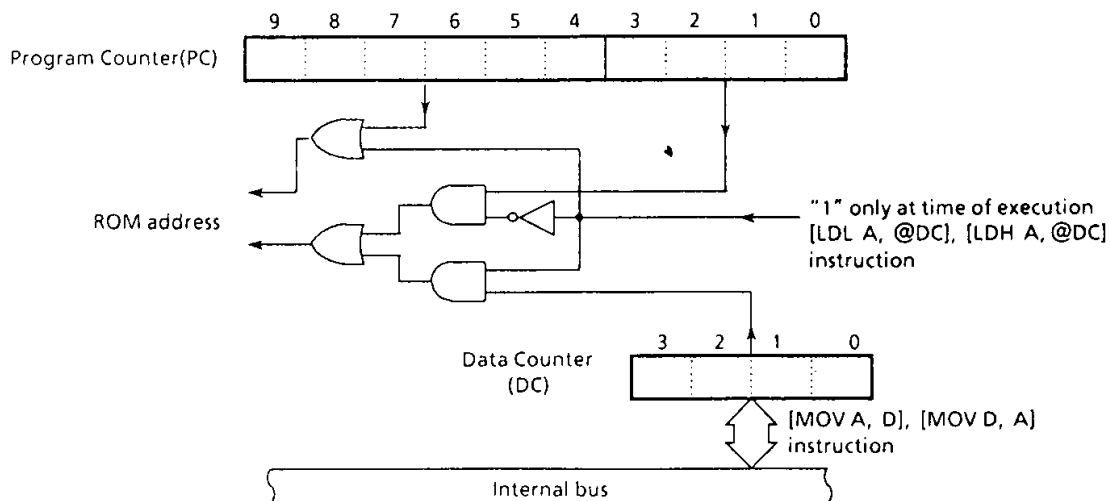 9 8 7 6 5 4 3 2 1 0
Program Counter(PC)
ROM address
"1" only at time of execution
[LDL A, @DC], [LDH A, @DC]
instruction
3 2 1 0
Data Counter
(DC)
[MOV A, D], [MOV D, A]
instruction
Internal bus